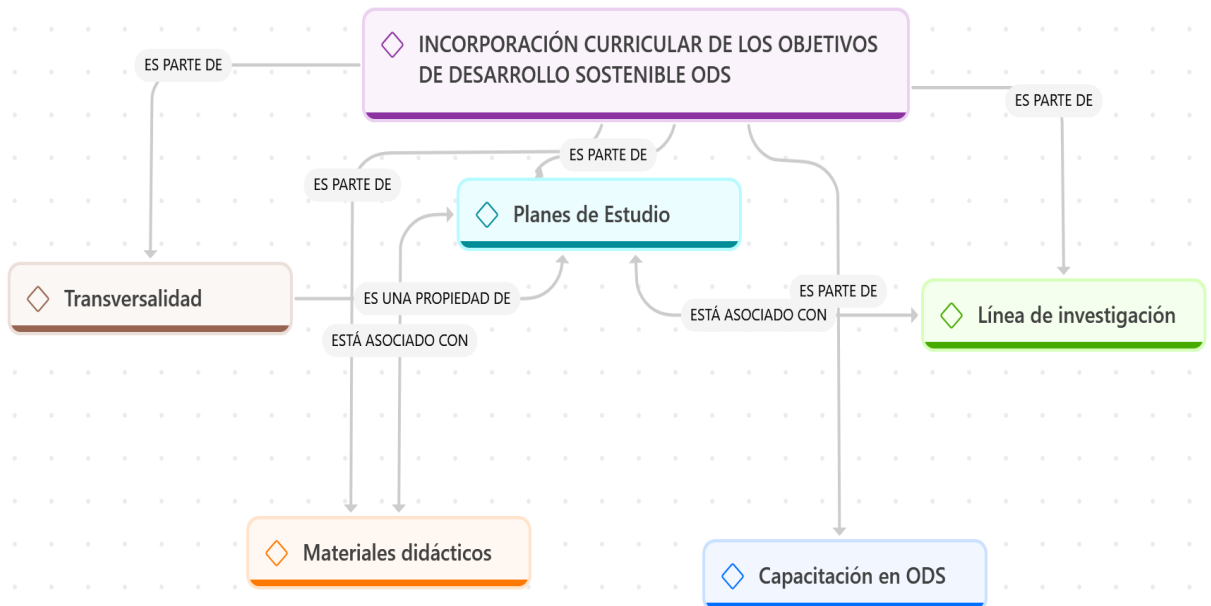 INCORPORACIÓN CURRICULAR DE LOS OBJETIVOS
DE DESARROLLO SOSTENIBLE ODS
ES PARTE DE
ES PARTE DE
ES PARTE DE
ES PARTE DE
Planes de Estudio
Transversalidad
ES UNA PROPIEDAD DE
ES PARTE DE
ESTÁ ASOCIADO CON
Línea de investigación
ESTÁ ASOCIADO CON
Materiales didácticos
Capacitación en ODS